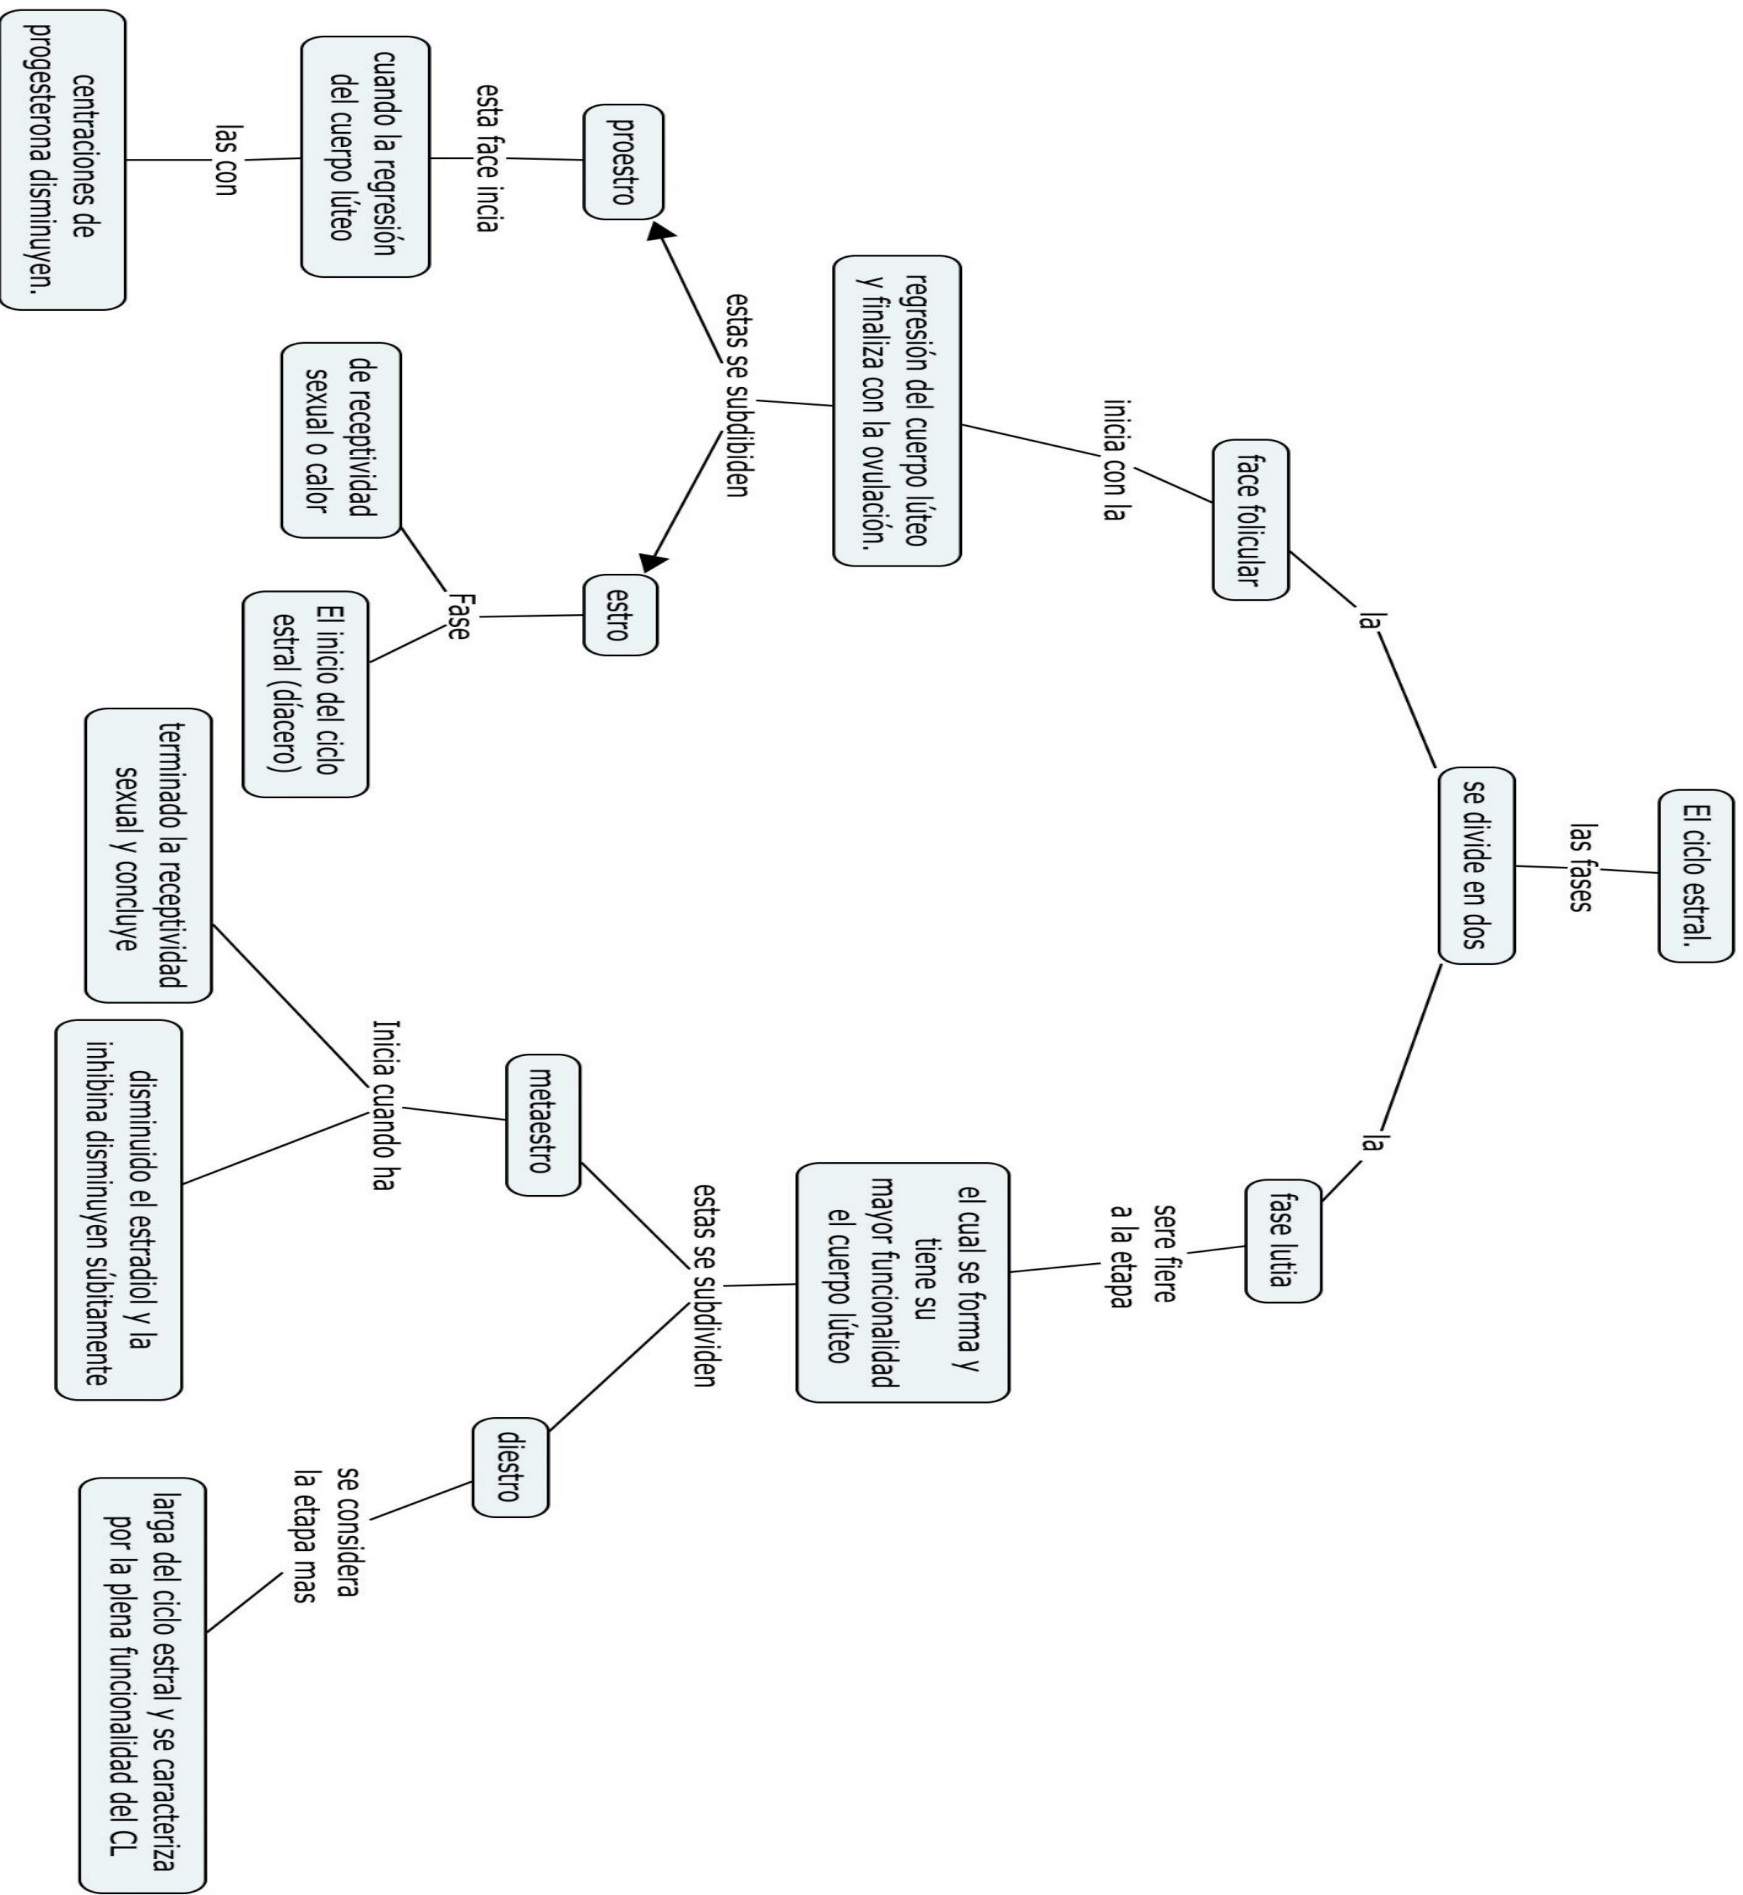 El ciclo estral.
las fases
se divide en dos
la
face folicular
inicia con la
regresión del cuerpo lúteo
y finaliza con la ovulación.
estas se subdibiden
proestro
esta face incia
cuando la regresión
del cuerpo lúteo
las con
centraciones de
progesterona disminuyen.
estro
Fase
de receptividad
sexual o calor
El inicio del ciclo
estral (díacero)
la
fase lutia
sere fiere
a la etapa
el cual se forma y
tiene su
mayor funcionalidad
el cuerpo lúteo
estas se subdividen
metaestro
Inicia cuando ha
terminado la receptividad
sexual y concluye
disminuido el estradiol y la
inhibina disminuyen súbitamente
diestro
se considera
la etapa mas
larga del ciclo estral y se caracteriza
por la plena funcionalidad del CL